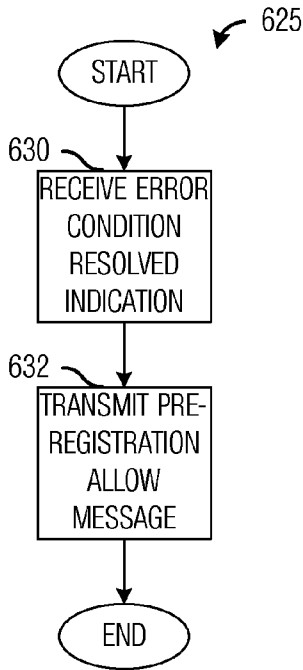 625
START
630
RECEIVE ERROR
CONDITION
RESOLVED
INDICATION
632
TRANSMIT PRE-
REGISTRATION
ALLOW
MESSAGE
END